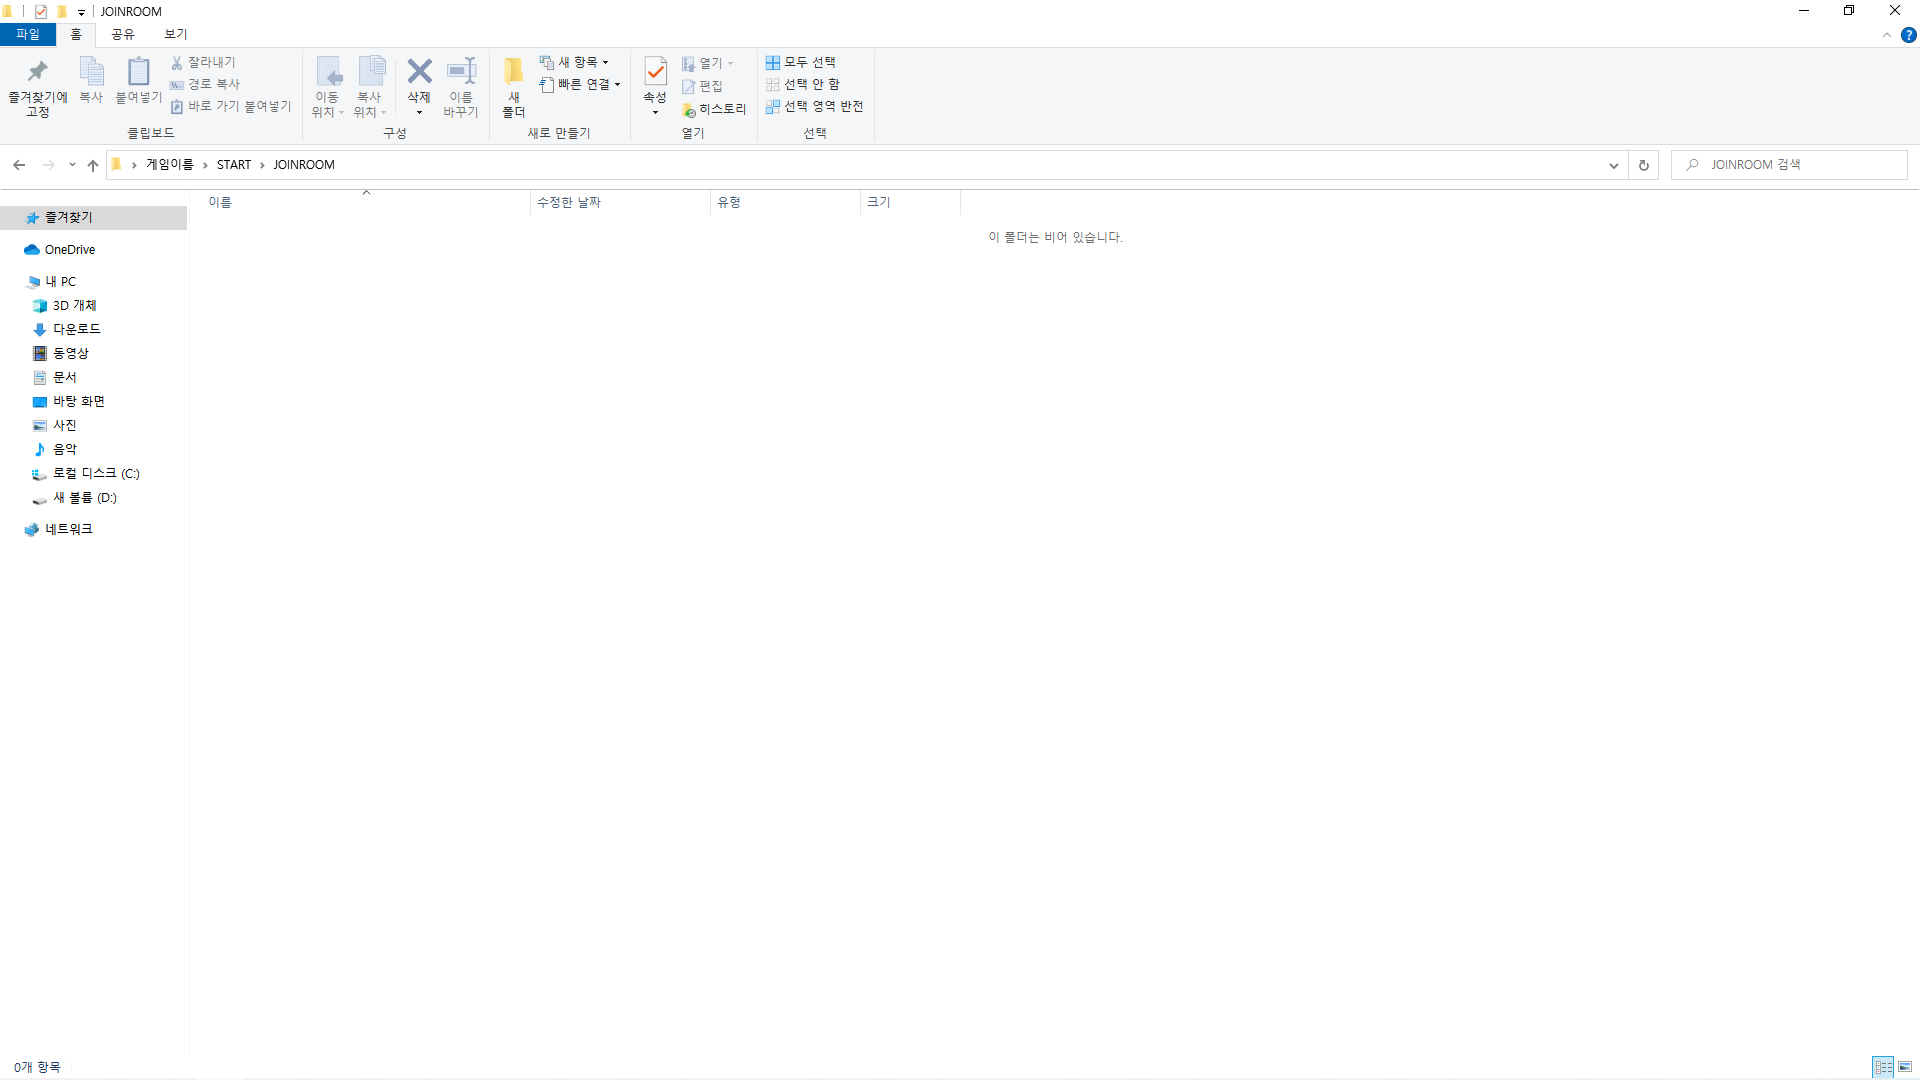 JOINROOM
파일 홈 공유 보기
즐겨찾기에
고정
복사
붙여넣기
잘라내기
경로 복사
바로 가기 붙여넣기
클립보드
이동
위치
복사
위치
삭제
이름
바꾸기
구성
새
폴더
새 항목
빠른 연결
새로 만들기
속성
열기
편집
히스토리
열기
모두 선택
선택 안 함
선택 영역 반전
선택
게임이름 › START › JOINROOM
JOINROOM 검색
이름 수정한 날짜 유형 크기
이 폴더는 비어 있습니다.
즐겨찾기
OneDrive
내 PC
3D 개체
다운로드
동영상
문서
바탕 화면
사진
음악
로컬 디스크 (C:)
새 볼륨 (D:)
네트워크
0개 항목